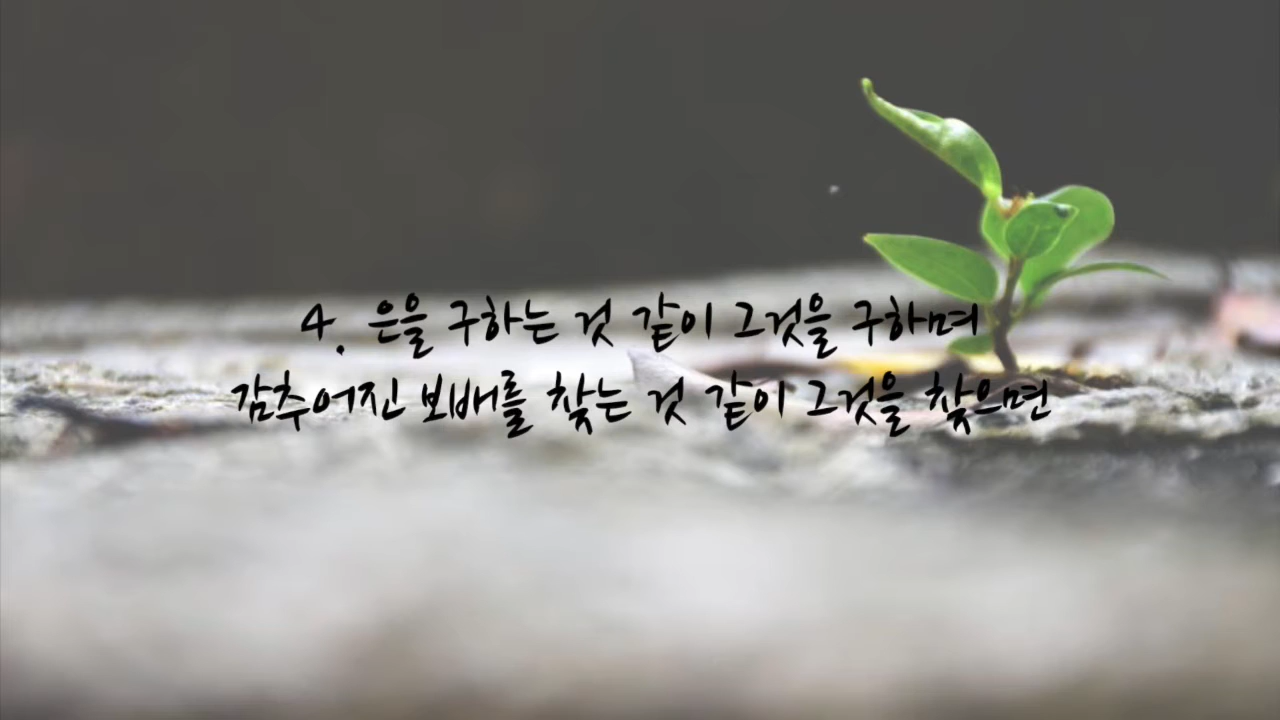 4. 은을 구하는 것 같이 그것을 구하며
감추어진 보배를 찾는 것 같이 그것을 찾으면